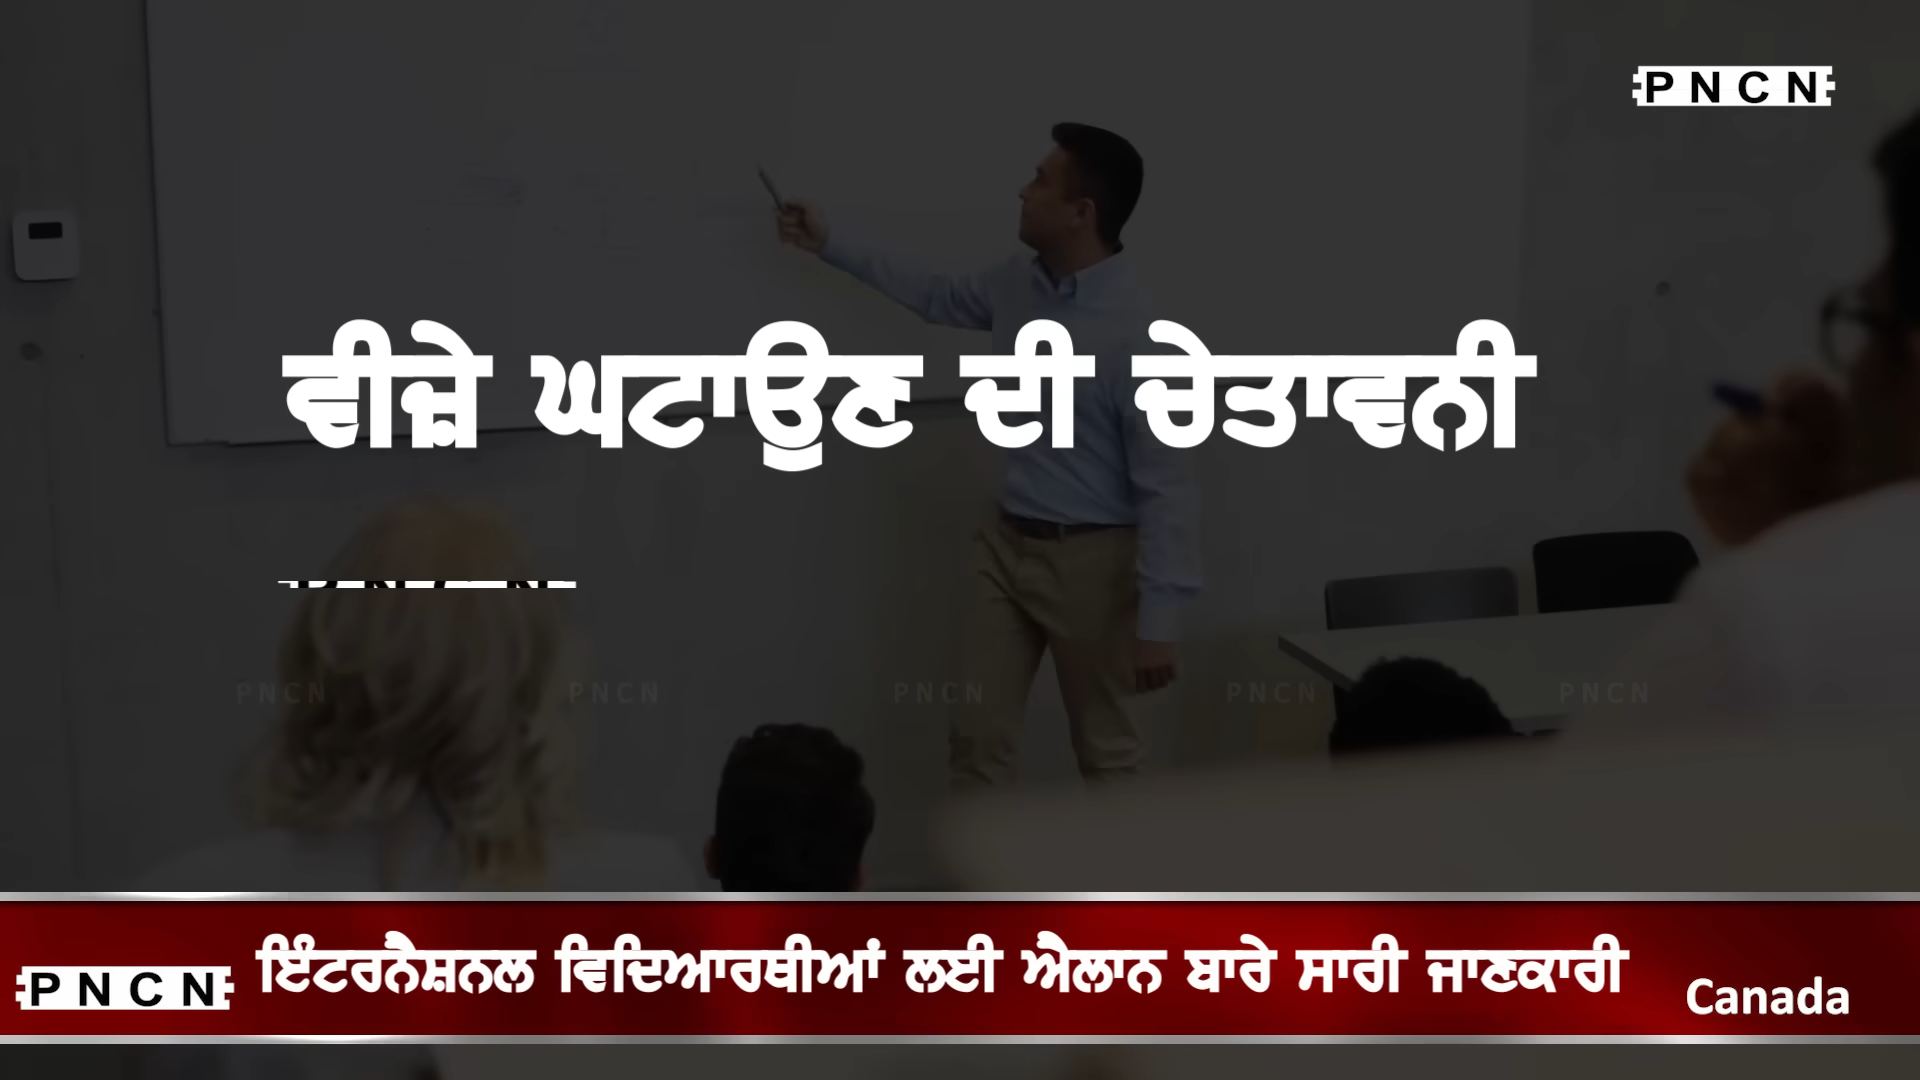 PNCN
ਵੀਜ਼ੇ ਘਟਾਉਣ ਦੀ ਚੇਤਾਵਨੀ
PNCN PNCN PNCN PNCN PNCN
ਇੰਟਰਨੈਸ਼ਨਲ ਵਿਦਿਆਰਥੀਆਂ ਲਈ ਐਲਾਨ ਬਾਰੇ ਸਾਰੀ ਜਾਣਕਾਰੀ
PNCN
Canada